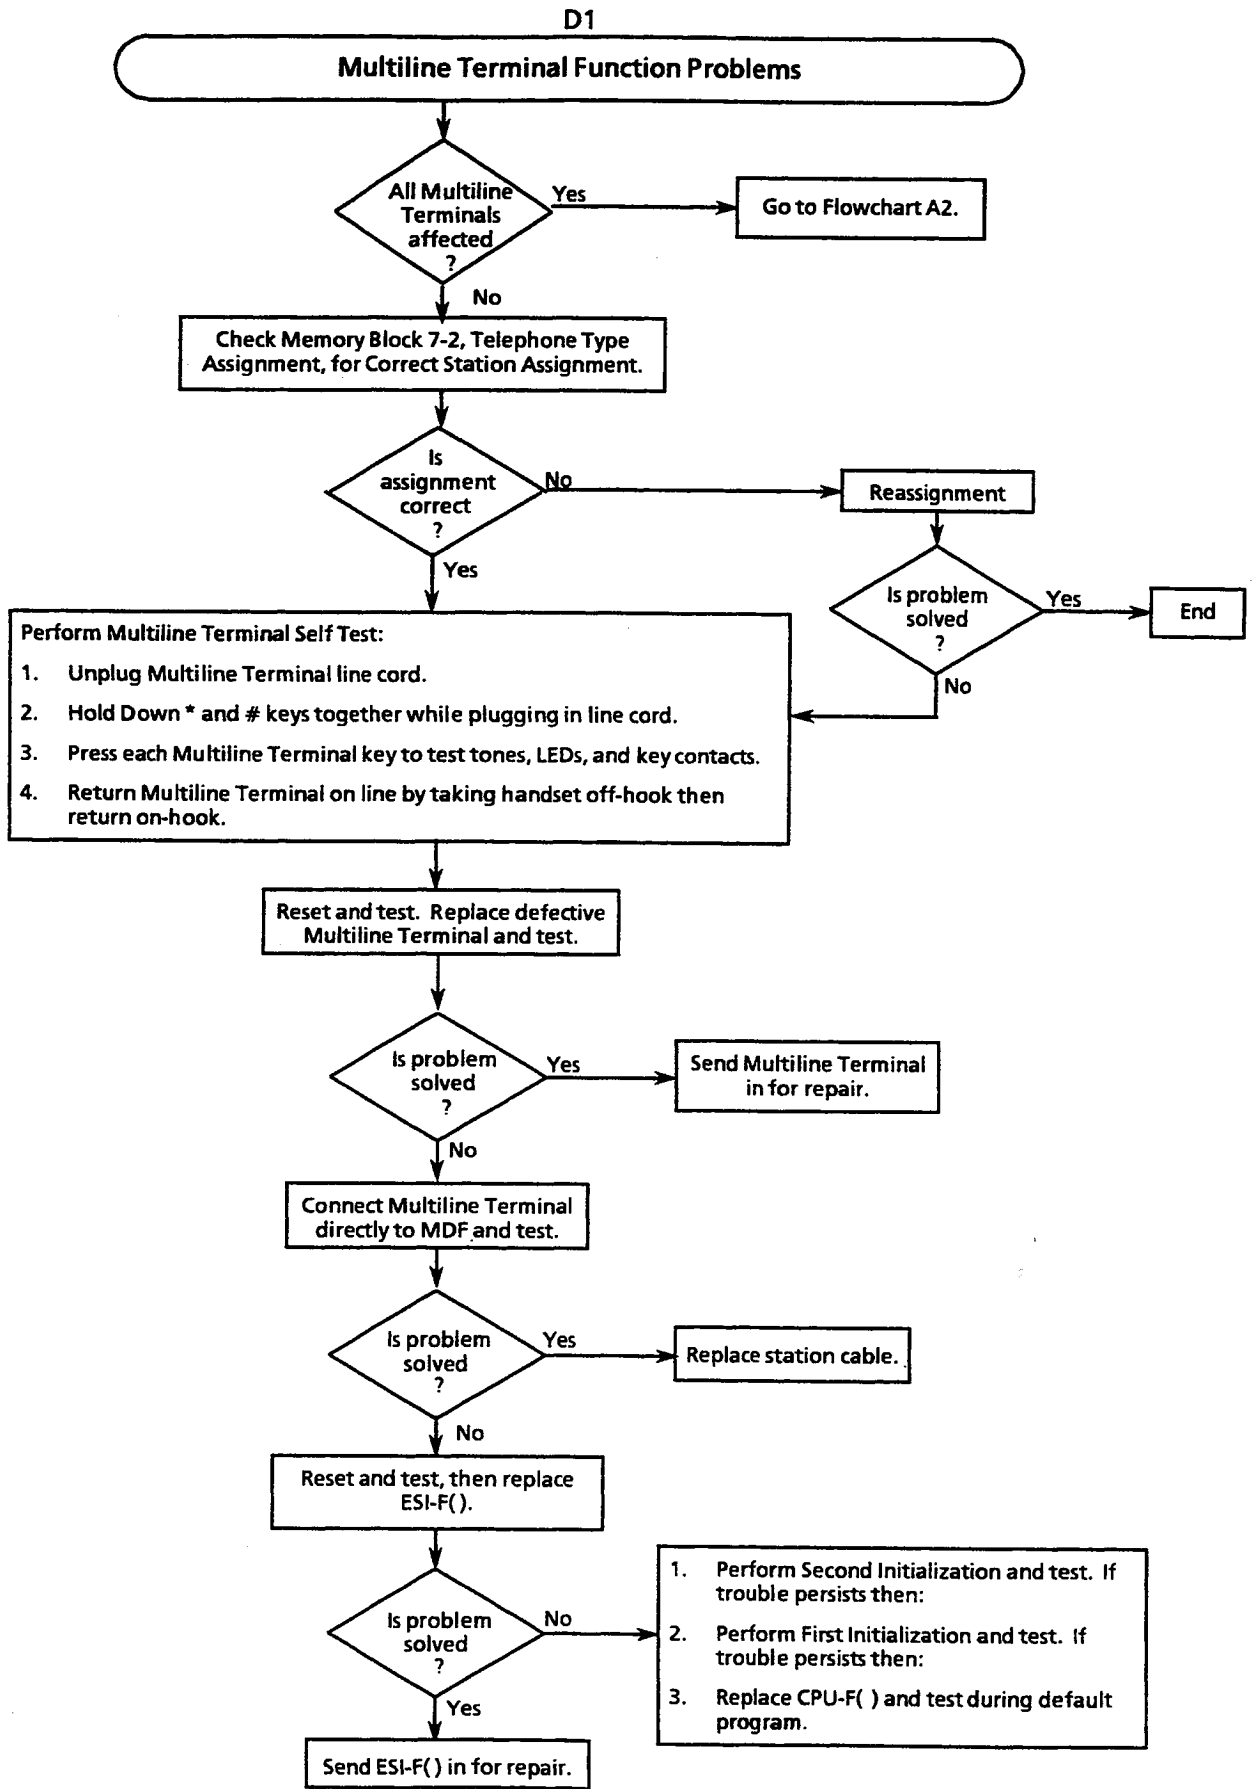 D1
Multiline Terminal Function Problems
All Multiline
Terminals
affected
?
Yes
Go to Flowchart A2.
No
Check Memory Block 7-2, Telephone Type
Assignment, for Correct Station Assignment.
Is
assignment
correct
?
No
Reassignment
Yes
Is problem
solved
?
Yes
End
No
Perform Multiline Terminal Self Test:
1. Unplug Multiline Terminal line cord.
2. Hold Down * and # keys together while plugging in line cord.
3. Press each Multiline Terminal key to test tones, LEDs, and key contacts.
4. Return Multiline Terminal on line by taking handset off-hook then
return on-hook.
Reset and test. Replace defective
Multiline Terminal and test.
Is problem
solved
?
Yes
Send Multiline Terminal
in for repair.
No
Connect Multiline Terminal
directly to MDF and test.
Is problem
solved
?
Yes
Replace station cable.
No
Reset and test, then replace
ESI-F( ).
Is problem
solved
?
No
1. Perform Second Initialization and test. If
trouble persists then:
2. Perform First Initialization and test. If
trouble persists then:
3. Replace CPU-F( ) and test during default
program.
Yes
Send ESI-F( ) in for repair.